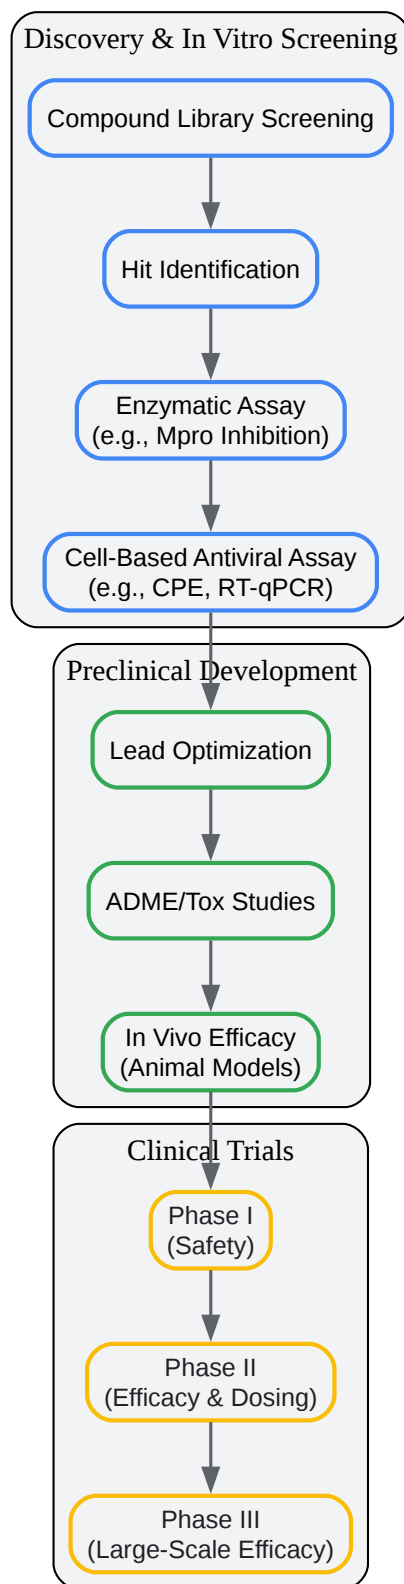 Discovery & In Vitro Screening
Compound Library Screening
Hit Identification
Enzymatic Assay
(e.g., Mpro Inhibition)
Cell-Based Antiviral Assay
(e.g., CPE, RT-qPCR)
Preclinical Development
Lead Optimization
ADME/Tox Studies
In Vivo Efficacy
(Animal Models)
Clinical Trials
Phase I
(Safety)
Phase II
(Efficacy & Dosing)
Phase III
(Large-Scale Efficacy)